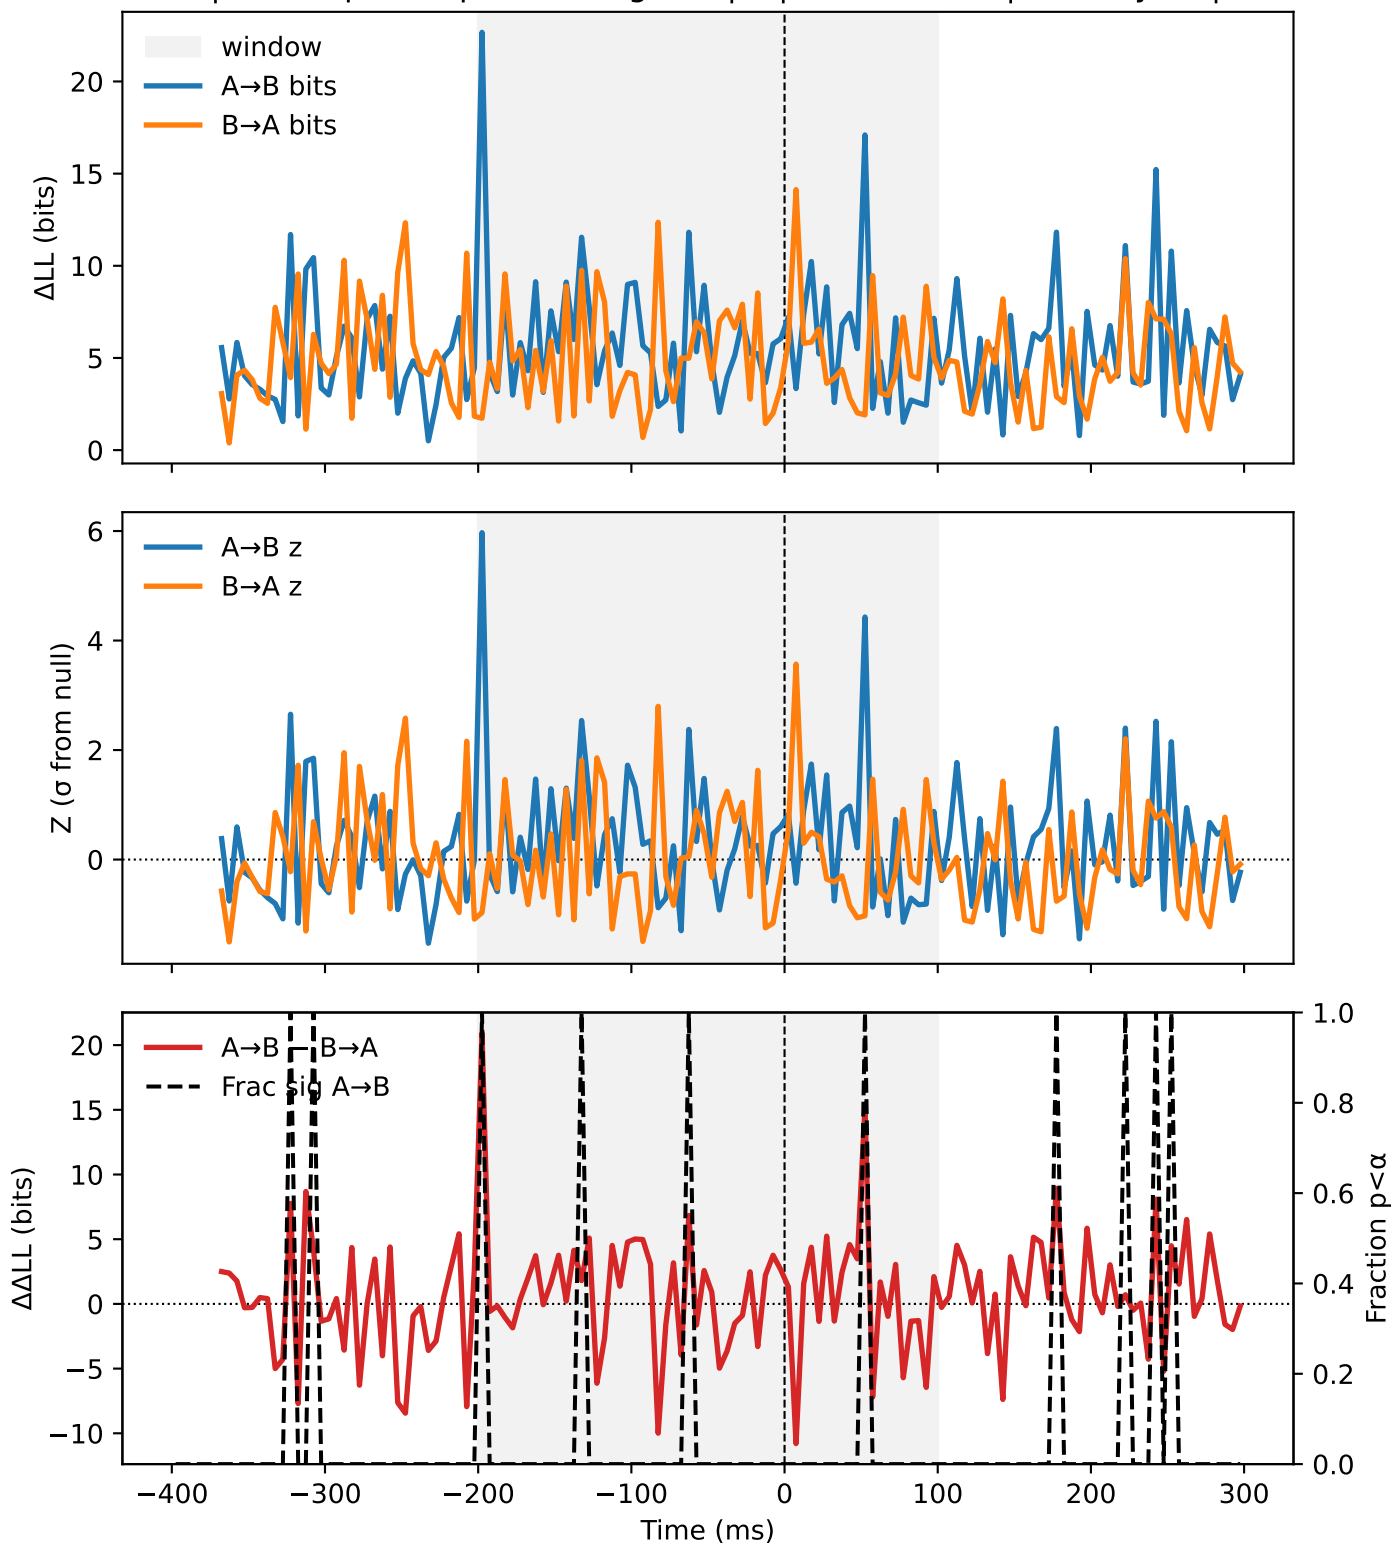 window
A→B bits
B→A bits
20
15
10
5
0
ΔLL (bits)
A→B z
B→A z
6
4
2
0
Z (σ from null)
A→B − B→A
Frac sig A→B
20
15
10
5
0
−5
−10
ΔΔLL (bits)
1.0
0.8
0.6
0.4
0.2
0.0
Fraction p<α
−400 −300 −200 −100 0 100 200 300
Time (ms)